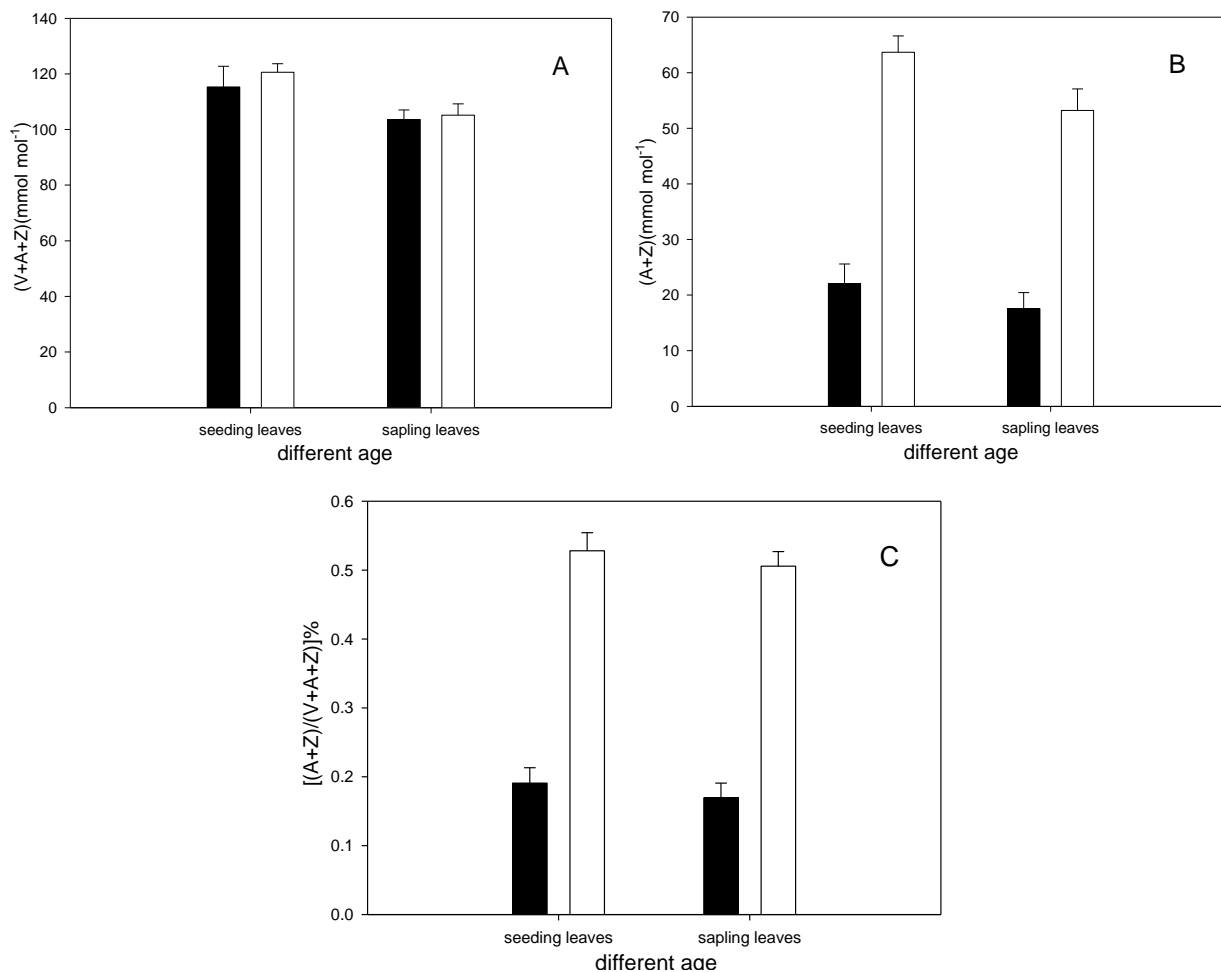 140
120
100
80
60
40
20
0
(V+A+Z)(mmol mol⁻¹)
A
seeding leaves sapling leaves
different age
70
60
50
40
30
20
10
0
(A+Z)(mmol mol⁻¹)
B
seeding leaves sapling leaves
different age
0.6
0.5
0.4
0.3
0.2
0.1
0.0
[(A+Z)/(V+A+Z)]%
C
seeding leaves sapling leaves
different age